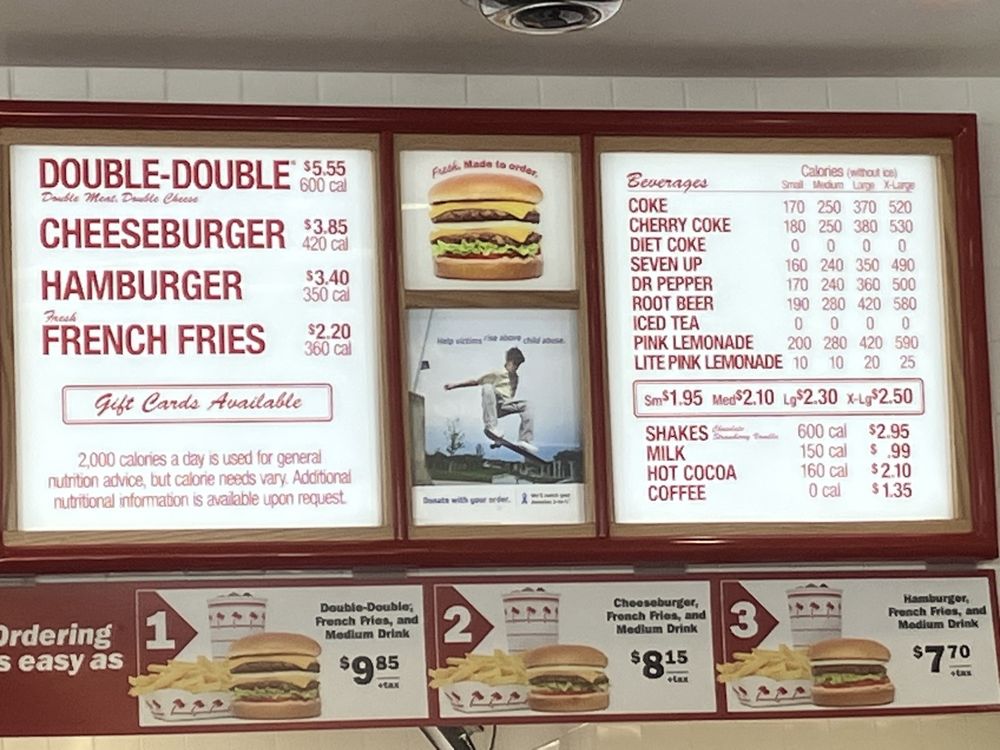 DOUBLE-DOUBLE® $5.55
Double Meat, Double Cheese 600 cal
CHEESEBURGER $3.85
420 cal
HAMBURGER $3.40
350 cal
Fresh
FRENCH FRIES $2.20
360 cal
Gift Cards Available
2,000 calories a day is used for general
nutrition advice, but calorie needs vary. Additional
nutritional information is available upon request.
Fresh. Made to order.
Help victims rise above child abuse.
Donate with your order.
Beverages Calories (without ice)
Small Medium Large X-Large
COKE 170 250 370 520
CHERRY COKE 180 250 380 530
DIET COKE 0 0 0 0
SEVEN UP 160 240 350 490
DR PEPPER 170 240 360 500
ROOT BEER 190 280 420 580
ICED TEA 0 0 0 0
PINK LEMONADE 200 280 420 590
LITE PINK LEMONADE 10 10 20 25
Sm$1.95 Med$2.10 Lg$2.30 X-Lg$2.50
SHAKES Chocolate 600 cal $2.95
Strawberry Vanilla
MILK 150 cal $ .99
HOT COCOA 160 cal $2.10
COFFEE 0 cal $1.35
Ordering
s easy as
1
Double-Double,
French Fries, and
Medium Drink
$9.85
+tax
2
Cheeseburger,
French Fries, and
Medium Drink
$8.15
+tax
3
Hamburger,
French Fries, and
Medium Drink
$7.70
+tax